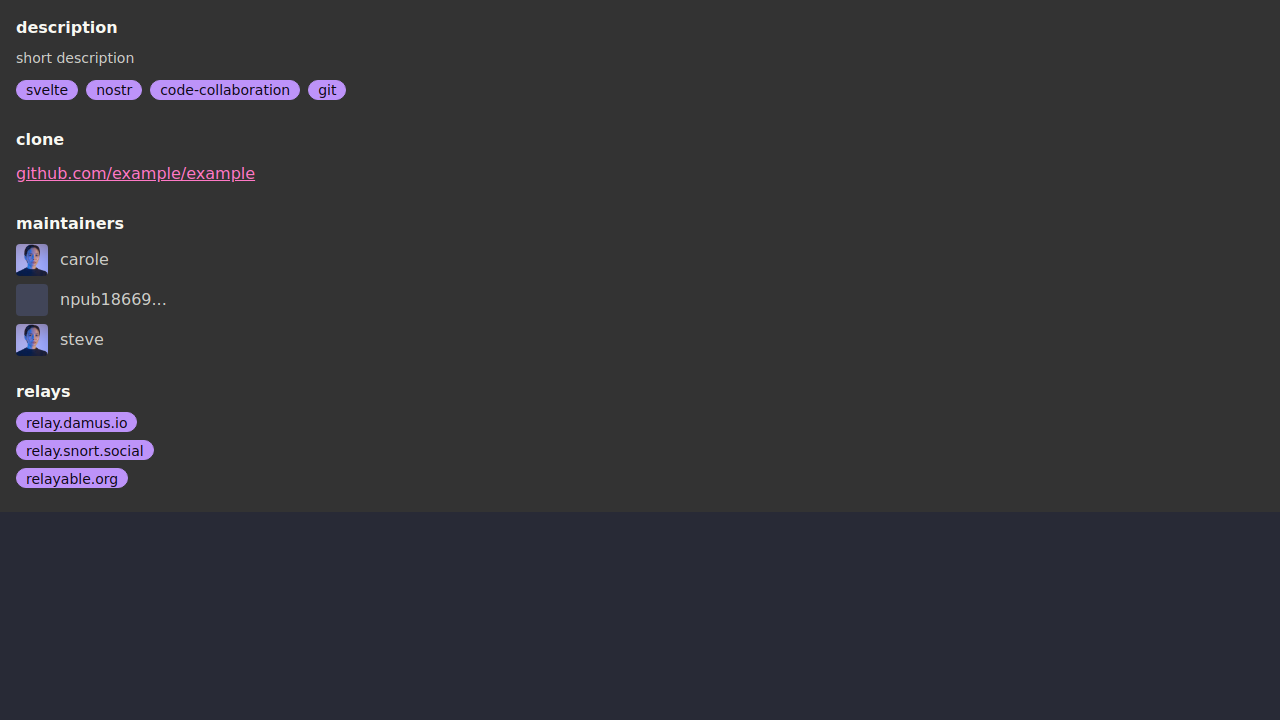 description
short description
svelte nostr code-collaboration git
clone
github.com/example/example
maintainers
carole
npub18669...
steve
relays
relay.damus.io
relay.snort.social
relayable.org